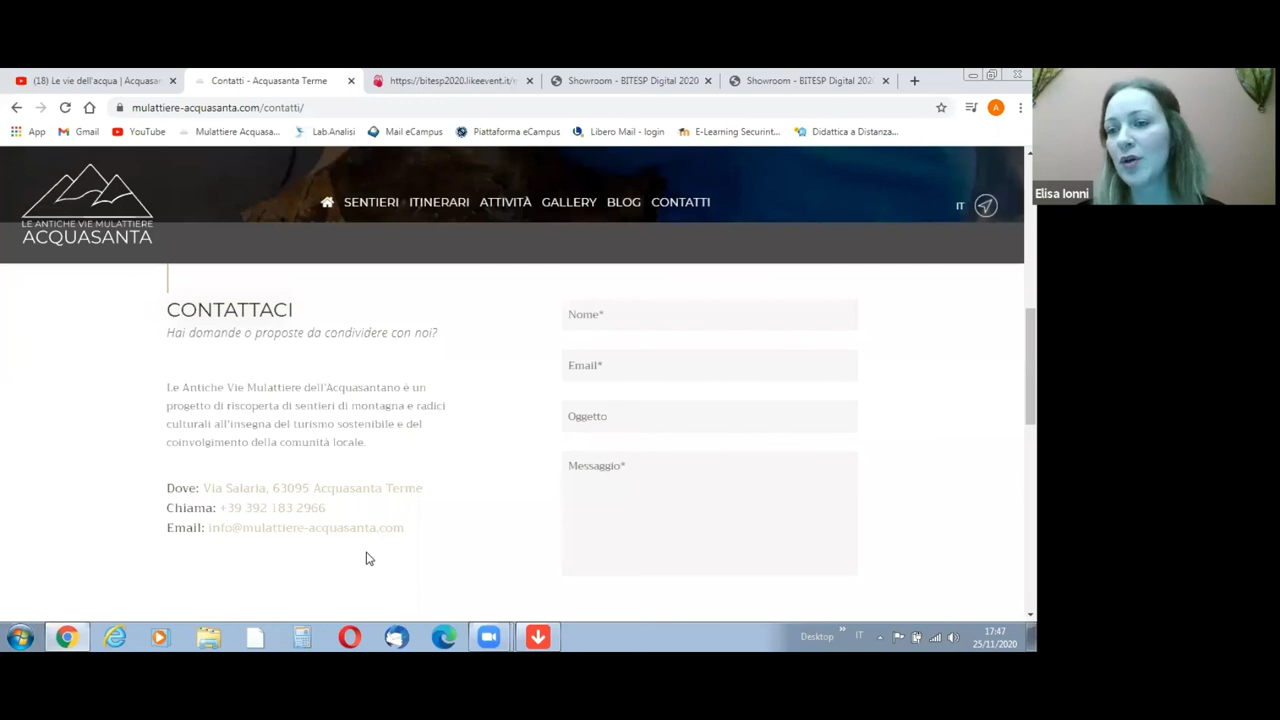 (18) Le vie dell'acqua | Acquasan
Contatti - Acquasanta Terme
https://bitesp2020.likeevent.it/
Showroom - BITESP Digital 2020
Showroom - BITESP Digital 2020
mulattiere-acquasanta.com/contatti/
A
App
Gmail
YouTube
Mulattiere Acquasa...
Lab.Analisi
Mail eCampus
Piattaforma eCampus
Libero Mail - login
E-Learning Securint...
Didattica a Distanza...
Elisa Ionni
LE ANTICHE VIE MULATTIERE
ACQUASANTA
SENTIERI ITINERARI ATTIVITÀ GALLERY BLOG CONTATTI
IT
CONTATTACI
Hai domande o proposte da condividere con noi?
Le Antiche Vie Mulattiere dell'Acquasantano è un
progetto di riscoperta di sentieri di montagna e radici
culturali all'insegna del turismo sostenibile e del
coinvolgimento della comunità locale.
Dove: Via Salaria, 63095 Acquasanta Terme
Chiama: +39 392 183 2966
Email: info@mulattiere-acquasanta.com
Nome*
Email*
Oggetto
Messaggio*
Desktop
IT
17:47
25/11/2020